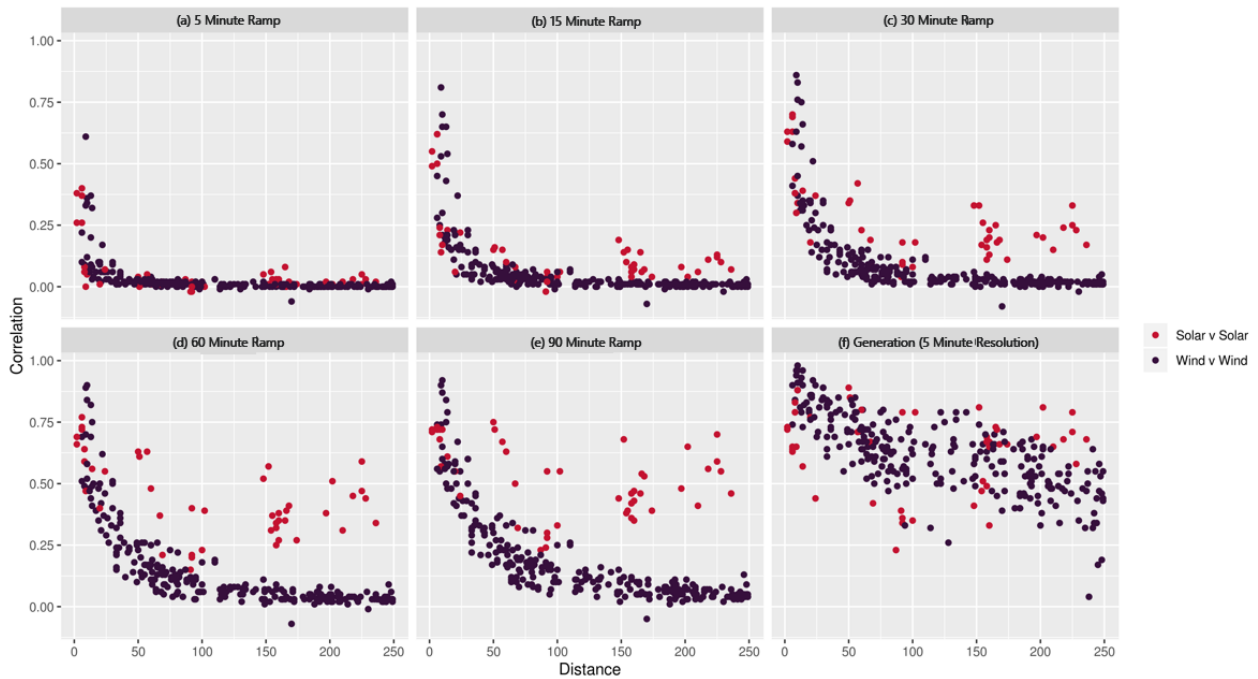 (a) 5 Minute Ramp
(b) 15 Minute Ramp
(c) 30 Minute Ramp
1.00
0.75
0.50
0.25
0.00
(d) 60 Minute Ramp
(e) 90 Minute Ramp
(f) Generation (5 Minute Resolution)
1.00
0.75
0.50
0.25
0.00
0 50 100 150 200 250
0 50 100 150 200 250
0 50 100 150 200 250
Correlation
Distance
Solar v Solar
Wind v Wind